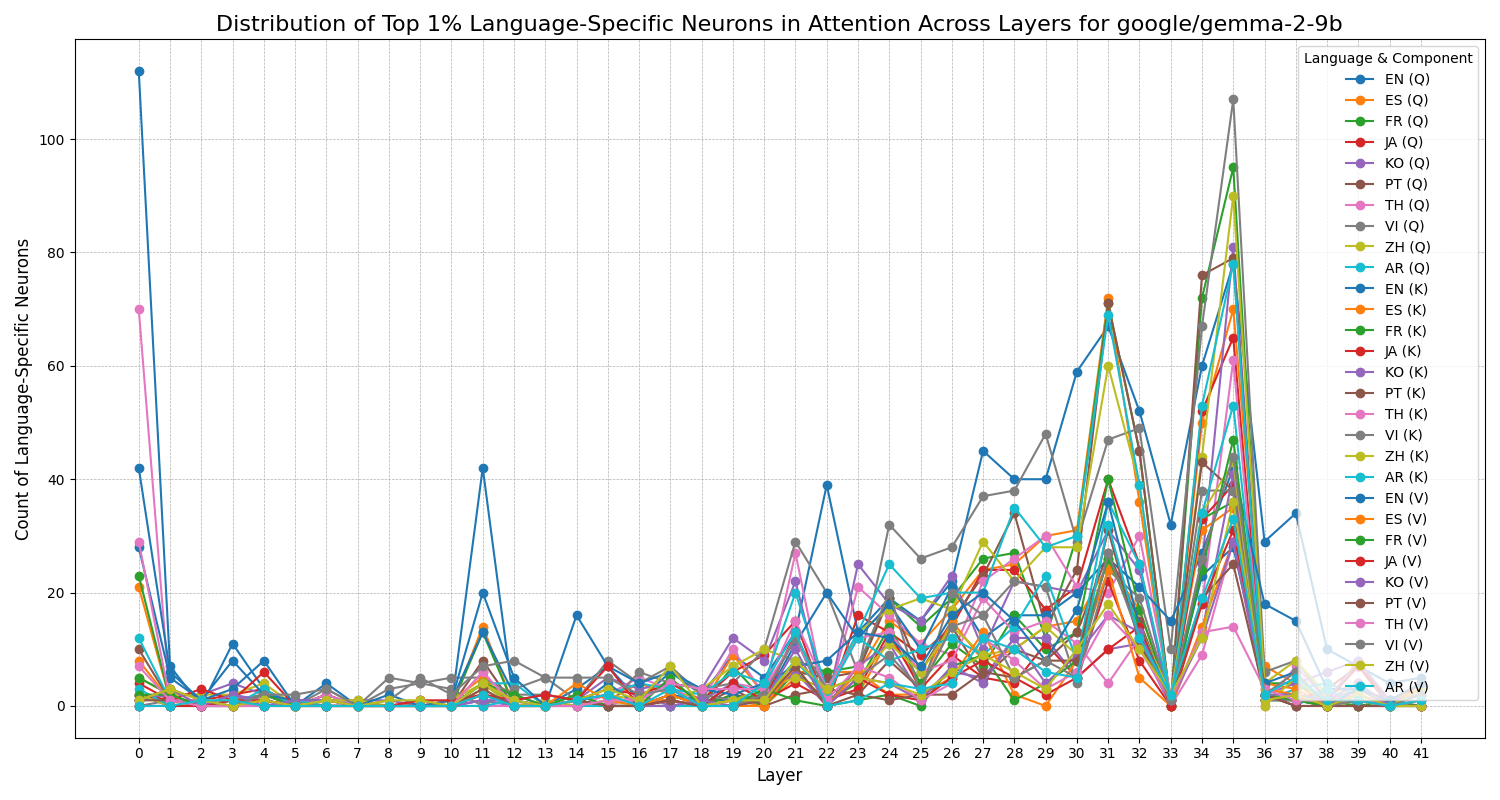 Distribution of Top 1% Language-Specific Neurons in Attention Across Layers for google/gemma-2-9b
Language & Component
EN (Q)
ES (Q)
FR (Q)
JA (Q)
KO (Q)
PT (Q)
TH (Q)
VI (Q)
ZH (Q)
AR (Q)
EN (K)
ES (K)
FR (K)
JA (K)
KO (K)
PT (K)
TH (K)
VI (K)
ZH (K)
AR (K)
EN (V)
ES (V)
FR (V)
JA (V)
KO (V)
PT (V)
TH (V)
VI (V)
ZH (V)
AR (V)
Count of Language-Specific Neurons
100
80
60
40
20
0
0 1 2 3 4 5 6 7 8 9 10 11 12 13 14 15 16 17 18 19 20 21 22 23 24 25 26 27 28 29 30 31 32 33 34 35 36 37 38 39 40 41
Layer